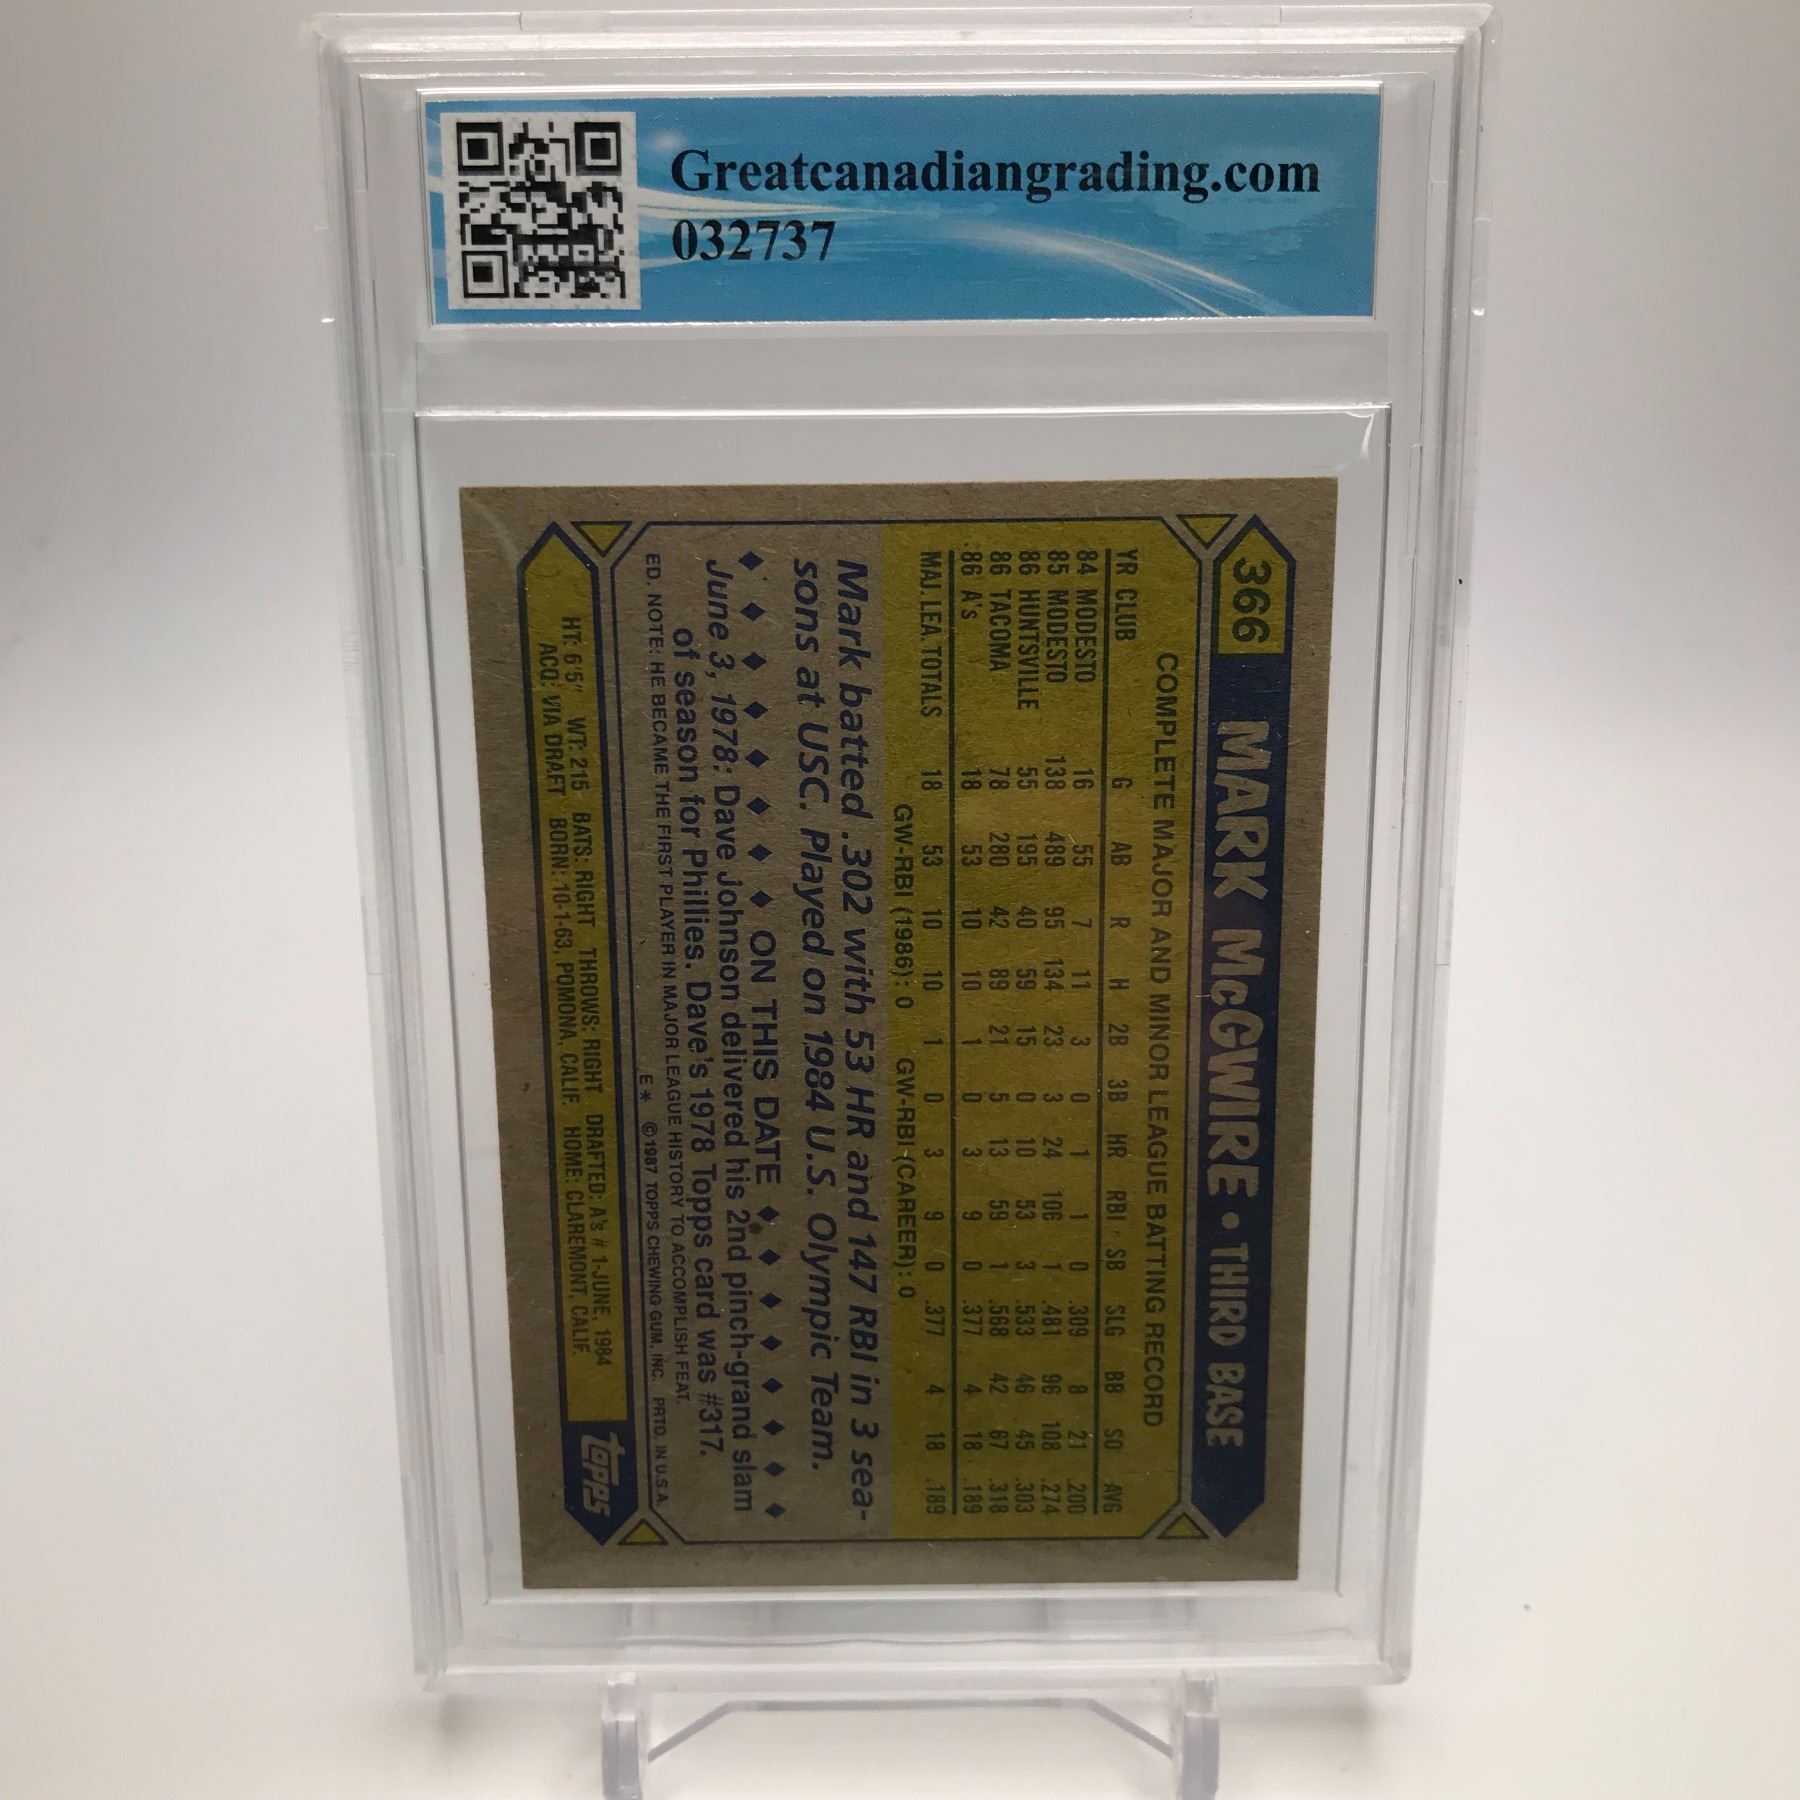 Greatcanadiangrading.com
032737
366 MARK McGWIRE • THIRD BASE
COMPLETE MAJOR AND MINOR LEAGUE BATTING RECORD
YR CLUB G AB R H 2B 3B HR RBI SB SLG BB SO AVG
84 MODESTO 16 55 7 11 3 0 1 1 0 .309 8 21 .200
85 MODESTO 138 489 95 134 23 3 24 106 1 .481 96 108 .274
86 HUNTSVILLE 55 195 40 59 15 0 10 53 3 .533 46 45 .303
86 TACOMA 78 280 42 89 21 5 13 59 1 .568 42 67 .318
86 A's 18 53 10 10 1 0 3 9 0 .377 4 18 .189
MAJ. LEA. TOTALS 18 53 10 10 1 0 3 9 0 .377 4 18 .189
GW-RBI (1986): 0 GW-RBI (CAREER): 0
Mark batted .302 with 53 HR and 147 RBI in 3 sea-
sons at USC. Played on 1984 U.S. Olympic Team.
◆ ◆ ◆ ◆ ◆ ◆ ◆ ◆ ON THIS DATE ◆ ◆ ◆ ◆ ◆ ◆ ◆ ◆
June 3, 1978: Dave Johnson delivered his 2nd pinch-grand slam
of season for Phillies. Dave's 1978 Topps card was #317.
ED. NOTE: HE BECAME THE FIRST PLAYER IN MAJOR LEAGUE HISTORY TO ACCOMPLISH FEAT.
E* © 1987 TOPPS CHEWING GUM, INC. PRTD. IN U.S.A.
HT: 6'5" WT: 215 BATS: RIGHT THROWS: RIGHT DRAFTED: A's #1-JUNE, 1984
ACQ: VIA DRAFT BORN: 10-1-63, POMONA, CALIF. HOME: CLAREMONT, CALIF.
topps